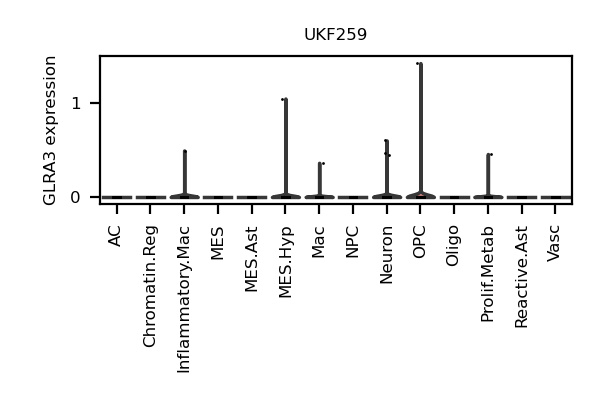 UKF259
GLRA3 expression
1
0
AC
Chromatin.Reg
Inflammatory.Mac
MES
MES.Ast
MES.Hyp
Mac
NPC
Neuron
OPC
Oligo
Prolif.Metab
Reactive.Ast
Vasc